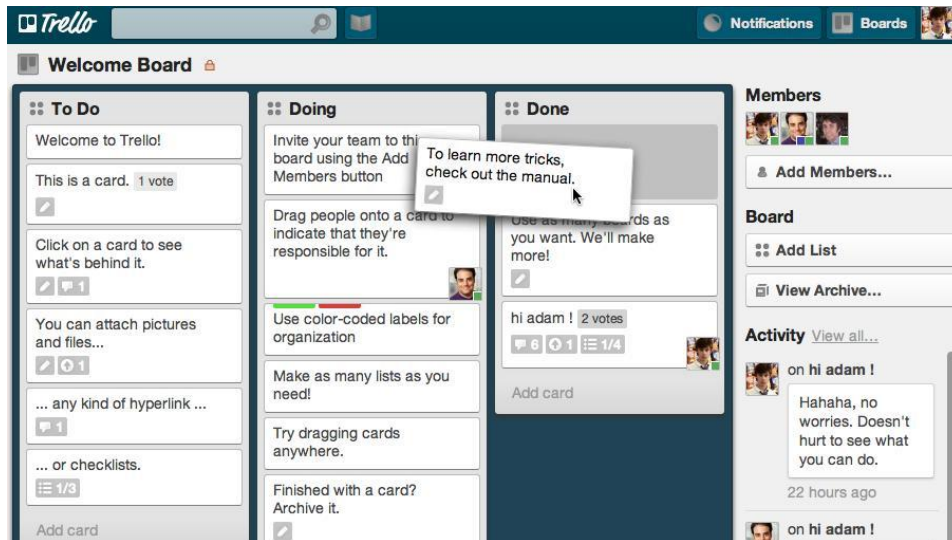 Trello
Notifications
Boards
Welcome Board
To Do
Welcome to Trello!
This is a card. 1 vote
Click on a card to see
what's behind it.
1
You can attach pictures
and files...
1
... any kind of hyperlink ...
1
... or checklists.
1/3
Add card
Doing
Invite your team to
board using the Add
Members button
Drag people onto a card to
indicate that they're
responsible for it.
Use color-coded labels for
organization
Make as many lists as you
need!
Try dragging cards
anywhere.
Finished with a card?
Archive it.
To learn more tricks,
check out the manual.
Done
Use as many boards as
you want. We'll make
more!
hi adam ! 2 votes
6 1 1/4
Add card
Members
Add Members...
Board
Add List
View Archive...
Activity View all...
on hi adam !
Hahaha, no
worries. Doesn't
hurt to see what
you can do.
22 hours ago
on hi adam !